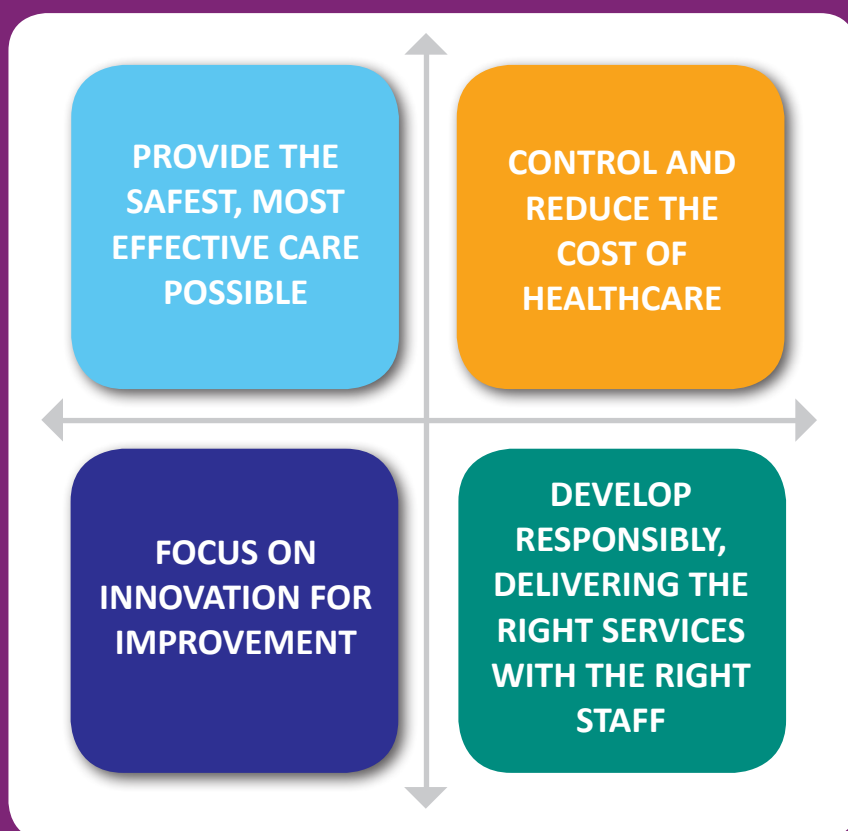 PROVIDE THE
SAFEST, MOST
EFFECTIVE CARE
POSSIBLE
CONTROL AND
REDUCE THE
COST OF
HEALTHCARE
FOCUS ON
INNOVATION FOR
IMPROVEMENT
DEVELOP
RESPONSIBLY,
DELIVERING THE
RIGHT SERVICES
WITH THE RIGHT
STAFF